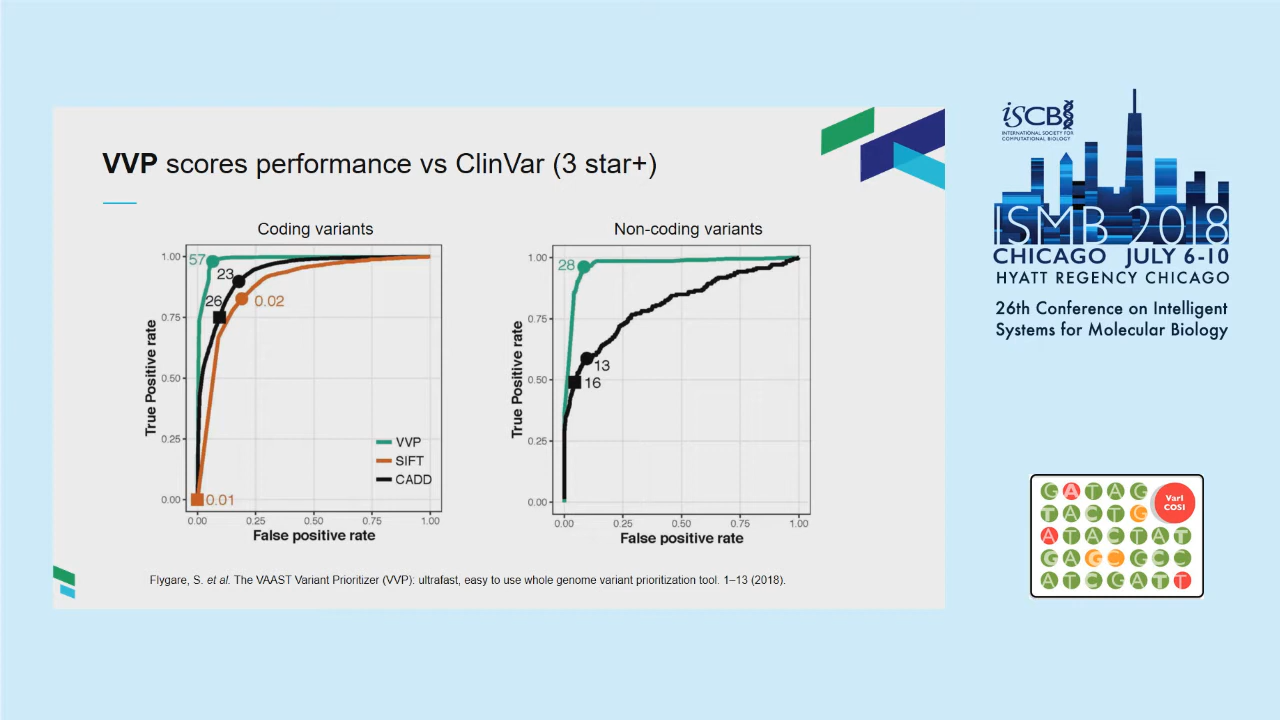 VVP scores performance vs ClinVar (3 star+)
Coding variants
1.00
0.75
0.50
0.25
0.00
True Positive rate
57
23
26
0.02
0.01
VVP
SIFT
CADD
0.00
0.25
0.50
0.75
1.00
False positive rate
Non-coding variants
1.00
0.75
0.50
0.25
0.00
True Positive rate
28
13
16
0.00
0.25
0.50
0.75
1.00
False positive rate
Flygare, S. et al. The VAAST Variant Prioritizer (VVP): ultrafast, easy to use whole genome variant prioritization tool. 1–13 (2018).
iSCB
INTERNATIONAL SOCIETY FOR
COMPUTATIONAL BIOLOGY
ISMB 2018
CHICAGO JULY 6-10
HYATT REGENCY CHICAGO
26th Conference on Intelligent
Systems for Molecular Biology
GATAG
Vari
COSI
TACTG
ATACTAT
GAGCGCC
ATCGATT